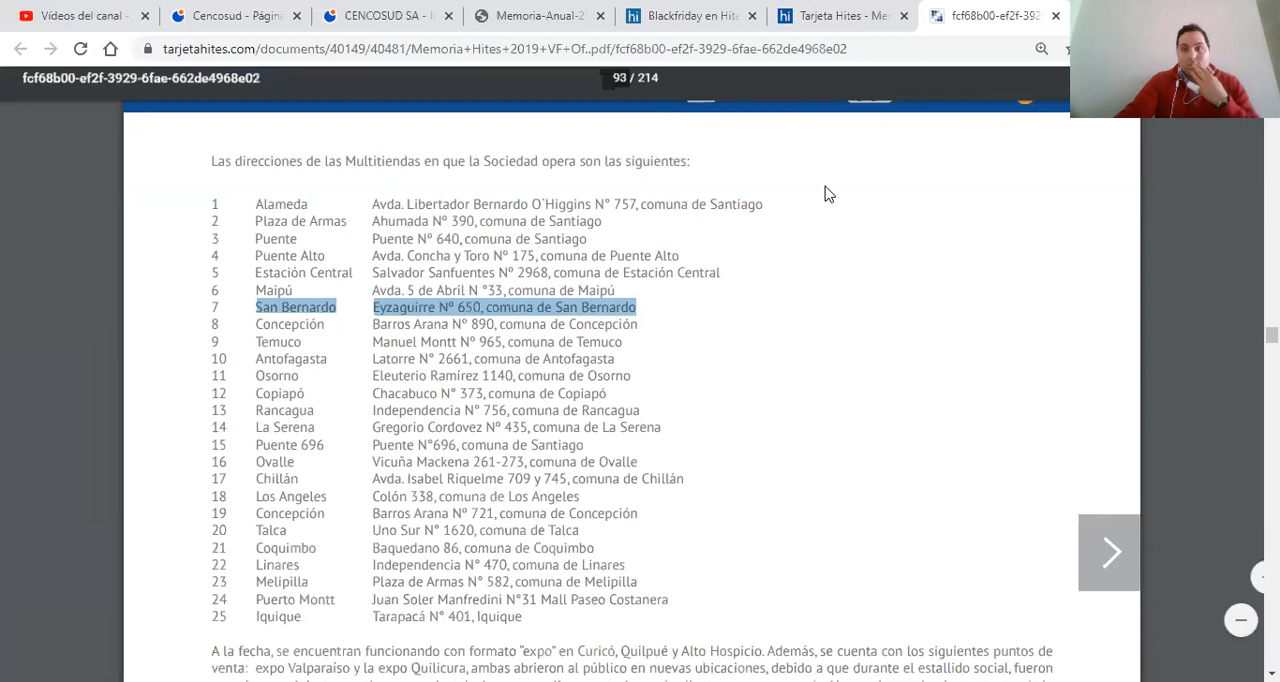 Vídeos del canal -
Cencosud - Página
CENCOSUD SA - I
Memoria-Anual-2
Blackfriday en Hite
Tarjeta Hites - Me
fcf68b00-ef2f-392
tarjetahites.com/documents/40149/40481/Memoria+Hites+2019+VF+Of...pdf/fcf68b00-ef2f-3929-6fae-662de4968e02
fcf68b00-ef2f-3929-6fae-662de4968e02
93 / 214
Las direcciones de las Multitiendas en que la Sociedad opera son las siguientes:
1 Alameda Avda. Libertador Bernardo O`Higgins N° 757, comuna de Santiago
2 Plaza de Armas Ahumada Nº 390, comuna de Santiago
3 Puente Puente Nº 640, comuna de Santiago
4 Puente Alto Avda. Concha y Toro Nº 175, comuna de Puente Alto
5 Estación Central Salvador Sanfuentes Nº 2968, comuna de Estación Central
6 Maipú Avda. 5 de Abril N °33, comuna de Maipú
7 San Bernardo Eyzaguirre Nº 650, comuna de San Bernardo
8 Concepción Barros Arana Nº 890, comuna de Concepción
9 Temuco Manuel Montt Nº 965, comuna de Temuco
10 Antofagasta Latorre N° 2661, comuna de Antofagasta
11 Osorno Eleuterio Ramírez 1140, comuna de Osorno
12 Copiapó Chacabuco N° 373, comuna de Copiapó
13 Rancagua Independencia N° 756, comuna de Rancagua
14 La Serena Gregorio Cordovez Nº 435, comuna de La Serena
15 Puente 696 Puente N°696, comuna de Santiago
16 Ovalle Vicuña Mackena 261-273, comuna de Ovalle
17 Chillán Avda. Isabel Riquelme 709 y 745, comuna de Chillán
18 Los Angeles Colón 338, comuna de Los Angeles
19 Concepción Barros Arana N° 721, comuna de Concepción
20 Talca Uno Sur N° 1620, comuna de Talca
21 Coquimbo Baquedano 86, comuna de Coquimbo
22 Linares Independencia N° 470, comuna de Linares
23 Melipilla Plaza de Armas N° 582, comuna de Melipilla
24 Puerto Montt Juan Soler Manfredini N°31 Mall Paseo Costanera
25 Iquique Tarapacá N° 401, Iquique
A la fecha, se encuentran funcionando con formato "expo" en Curicó, Quilpué y Alto Hospicio. Además, se cuenta con los siguientes puntos de
venta: expo Valparaíso y la expo Quilicura, ambas abrieron al público en nuevas ubicaciones, debido a que durante el estallido social, fueron